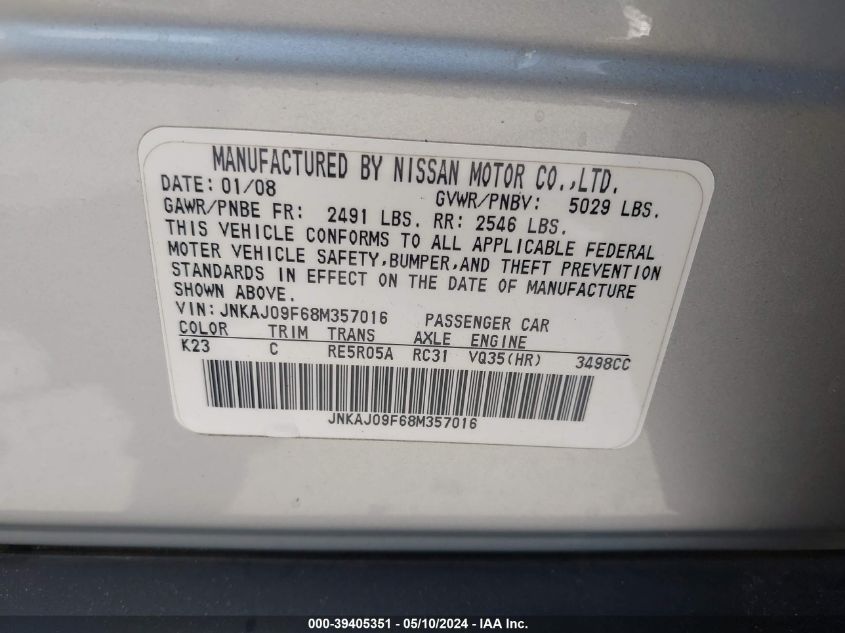 MANUFACTURED BY NISSAN MOTOR CO.,LTD.
DATE: 01/08 GVWR/PNBV: 5029 LBS.
GAWR/PNBE FR: 2491 LBS. RR: 2546 LBS.
THIS VEHICLE CONFORMS TO ALL APPLICABLE FEDERAL
MOTER VEHICLE SAFETY,BUMPER,AND THEFT PREVENTION
STANDARDS IN EFFECT ON THE DATE OF MANUFACTURE
SHOWN ABOVE.
VIN: JNKAJ09F68M357016 PASSENGER CAR
COLOR TRIM TRANS AXLE ENGINE
K23 C RE5R05A RC31 VQ35(HR) 3498CC
JNKAJ09F68M357016
000-39405351 - 05/10/2024 - IAA Inc.